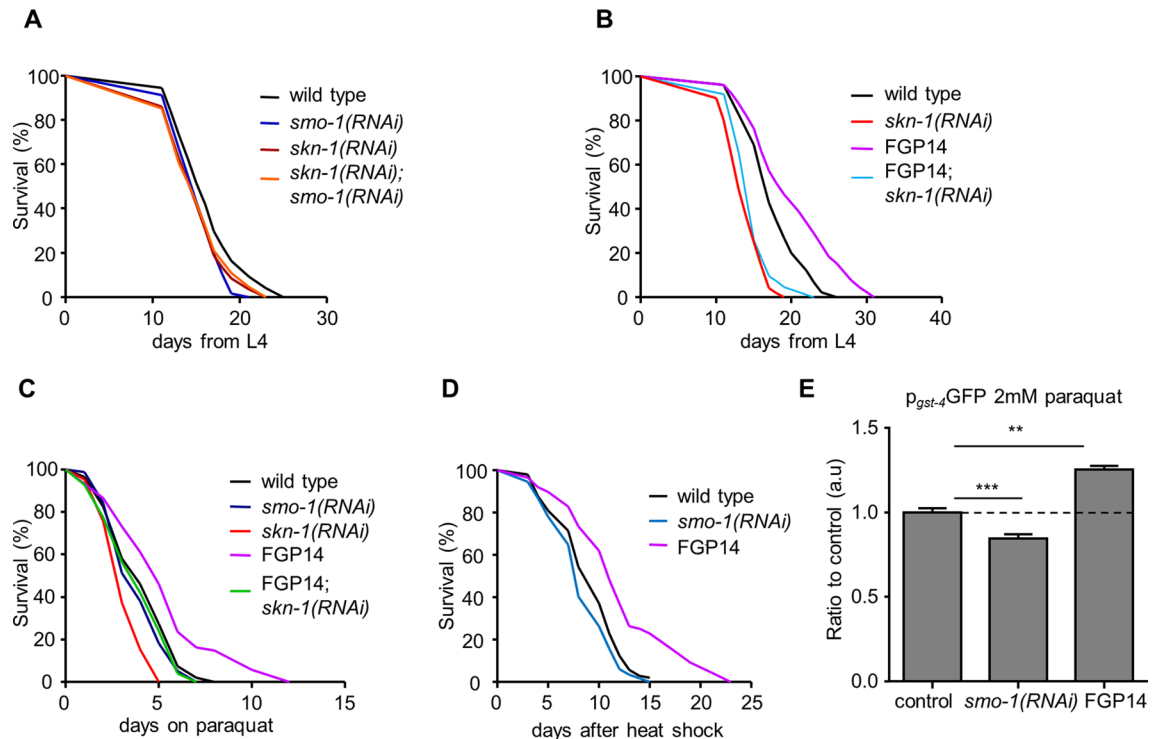 A
100
80
60
40
20
0
Survival (%)
0 10 20 30
days from L4
wild type
smo-1(RNAi)
skn-1(RNAi)
skn-1(RNAi);
smo-1(RNAi)
B
100
80
60
40
20
0
Survival (%)
0 10 20 30 40
days from L4
wild type
skn-1(RNAi)
FGP14
FGP14;
skn-1(RNAi)
C
100
80
60
40
20
0
Survival (%)
0 5 10 15
days on paraquat
wild type
smo-1(RNAi)
skn-1(RNAi)
FGP14
FGP14;
skn-1(RNAi)
D
100
80
60
40
20
0
Survival (%)
0 5 10 15 20 25
days after heat shock
wild type
smo-1(RNAi)
FGP14
E
pgst-4GFP 2mM paraquat
1.5
1.0
0.5
0.0
Ratio to control (a.u)
**
***
control smo-1(RNAi) FGP14